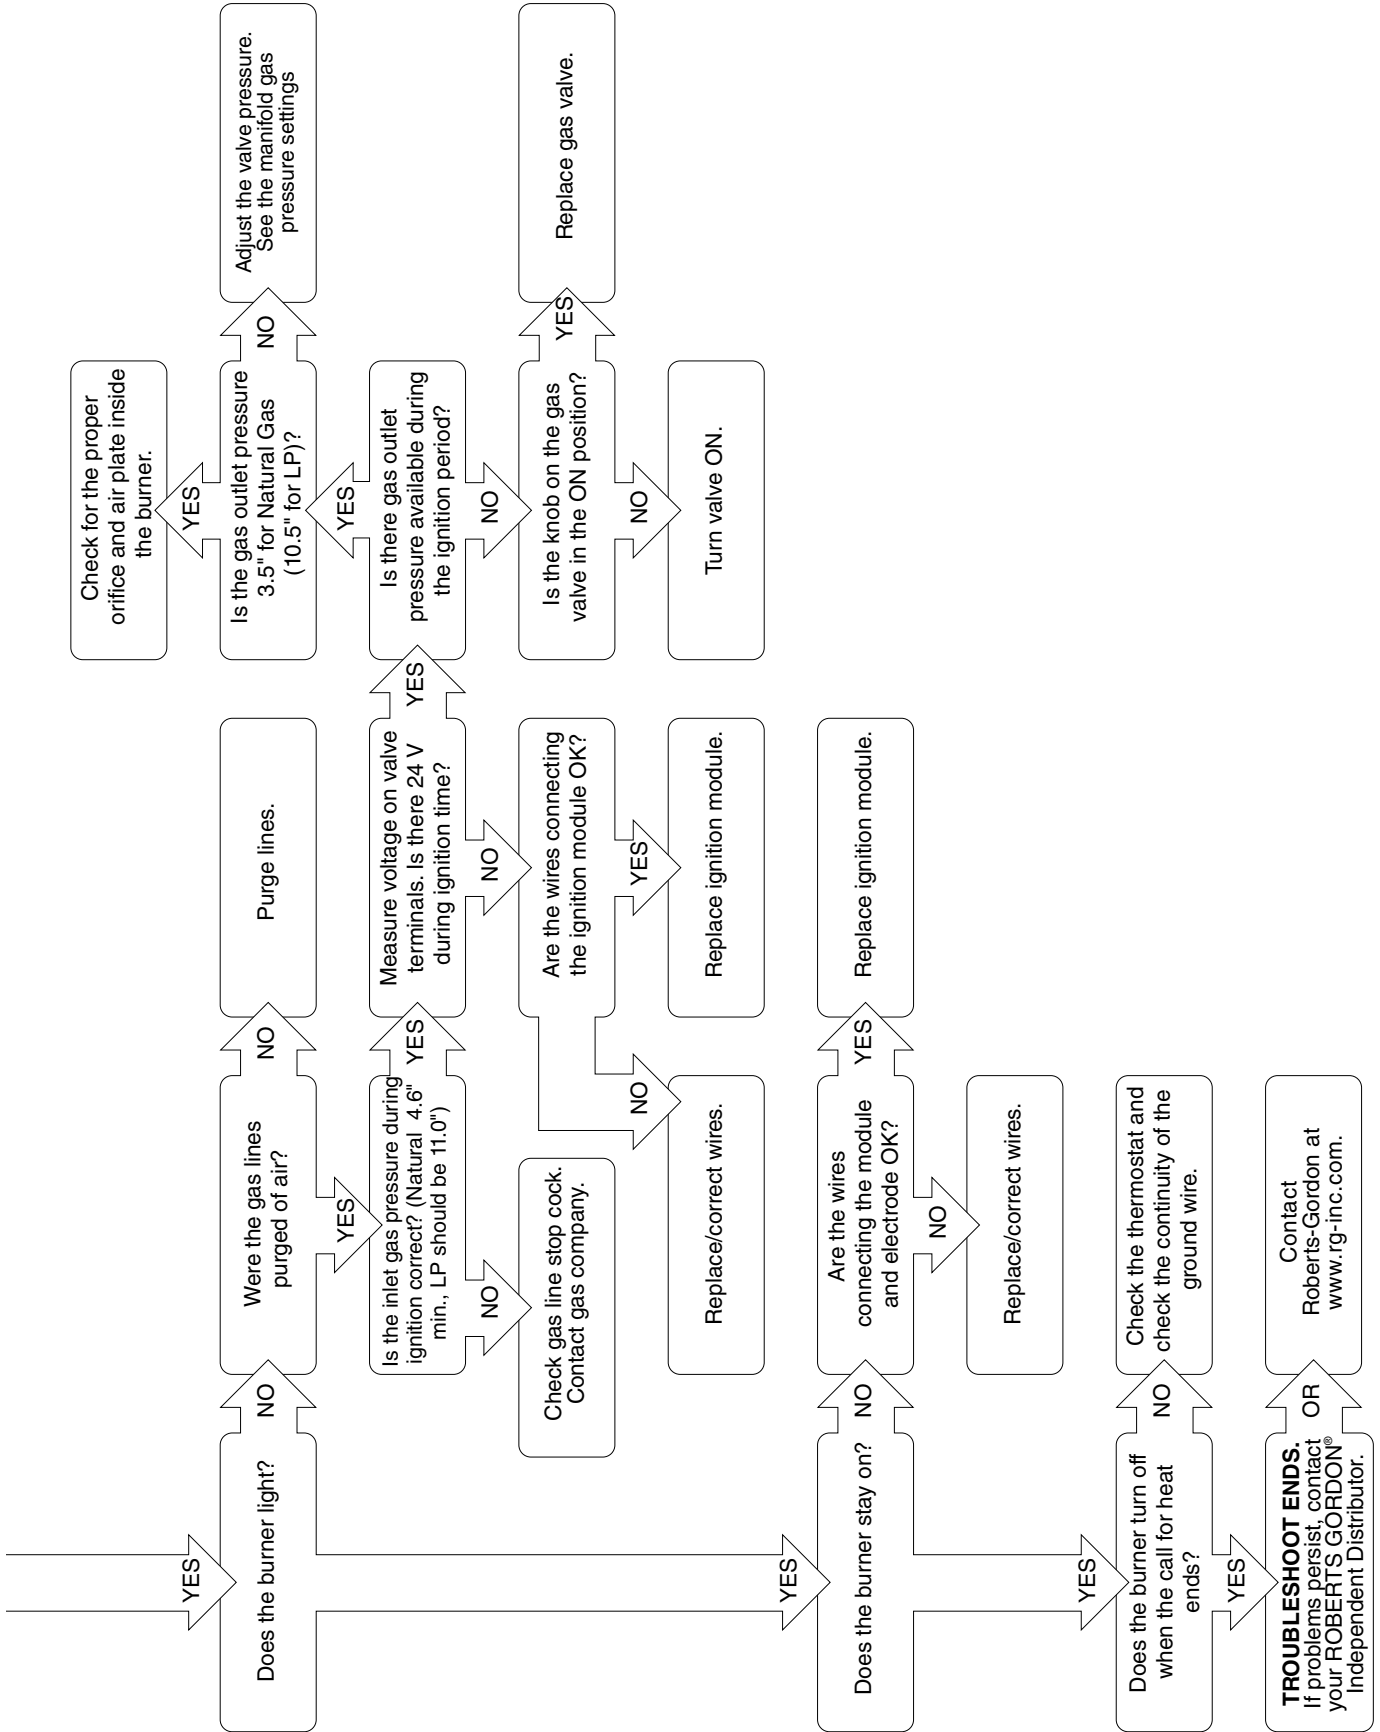 YES
Does the burner light?
NO
Were the gas lines
purged of air?
NO
Purge lines.
YES
Is the inlet gas pressure during
ignition correct? (Natural 4.6"
min., LP should be 11.0")
NO
Check gas line stop cock.
Contact gas company.
YES
Measure voltage on valve
terminals. Is there 24 V
during ignition time?
NO
Are the wires connecting
the ignition module OK?
NO
Replace/correct wires.
YES
Replace ignition module.
YES
Is there gas outlet
pressure available during
the ignition period?
YES
Is the gas outlet pressure
3.5" for Natural Gas
(10.5" for LP)?
YES
Check for the proper
orifice and air plate inside
the burner.
NO
Adjust the valve pressure.
See the manifold gas
pressure settings
NO
Is the knob on the gas
valve in the ON position?
YES
Replace gas valve.
NO
Turn valve ON.
YES
Does the burner stay on?
NO
Are the wires
connecting the module
and electrode OK?
YES
Replace ignition module.
NO
Replace/correct wires.
YES
Does the burner turn off
when the call for heat
ends?
NO
Check the thermostat and
check the continuity of the
ground wire.
YES
TROUBLESHOOT ENDS.
If problems persist, contact
your ROBERTS GORDON®
Independent Distributor.
OR
Contact
Roberts-Gordon at
www.rg-inc.com.